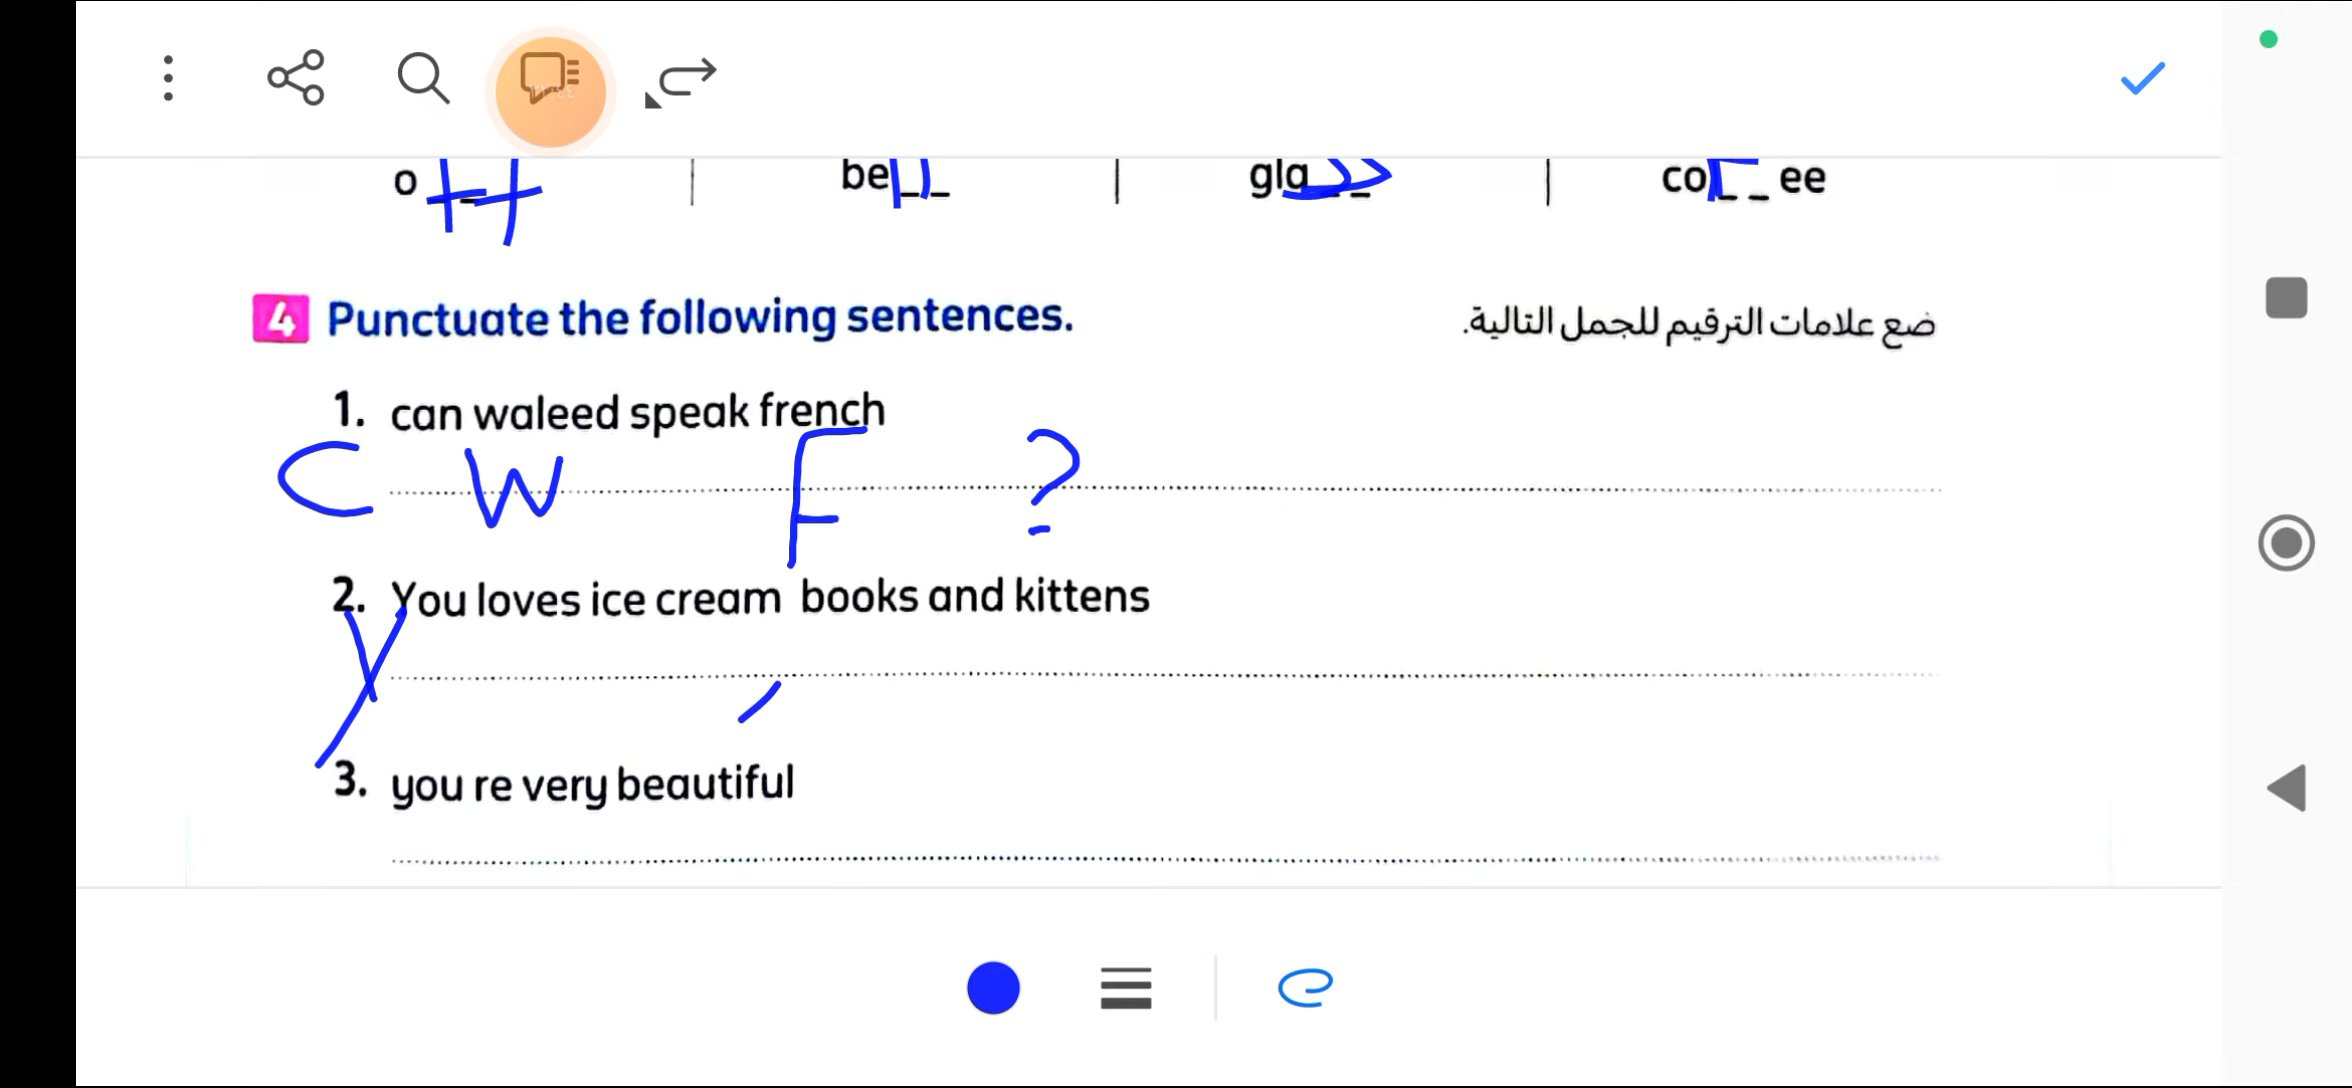 o tt | be ll | gla ss | co F _ ee
4 Punctuate the following sentences. ضع علامات الترقيم للجمل التالية.
1. can waleed speak french
C W F ?
2. You loves ice cream books and kittens
Y ,
3. you re very beautiful